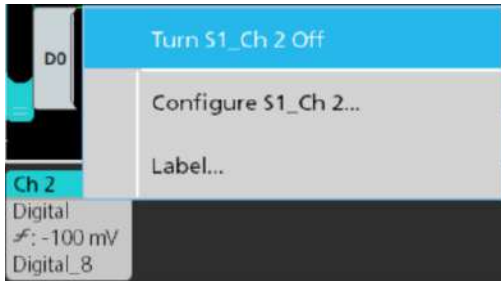 D0
Turn S1_Ch 2 Off
Configure S1_Ch 2...
Label...
Ch 2
Digital
: -100 mV
Digital_8